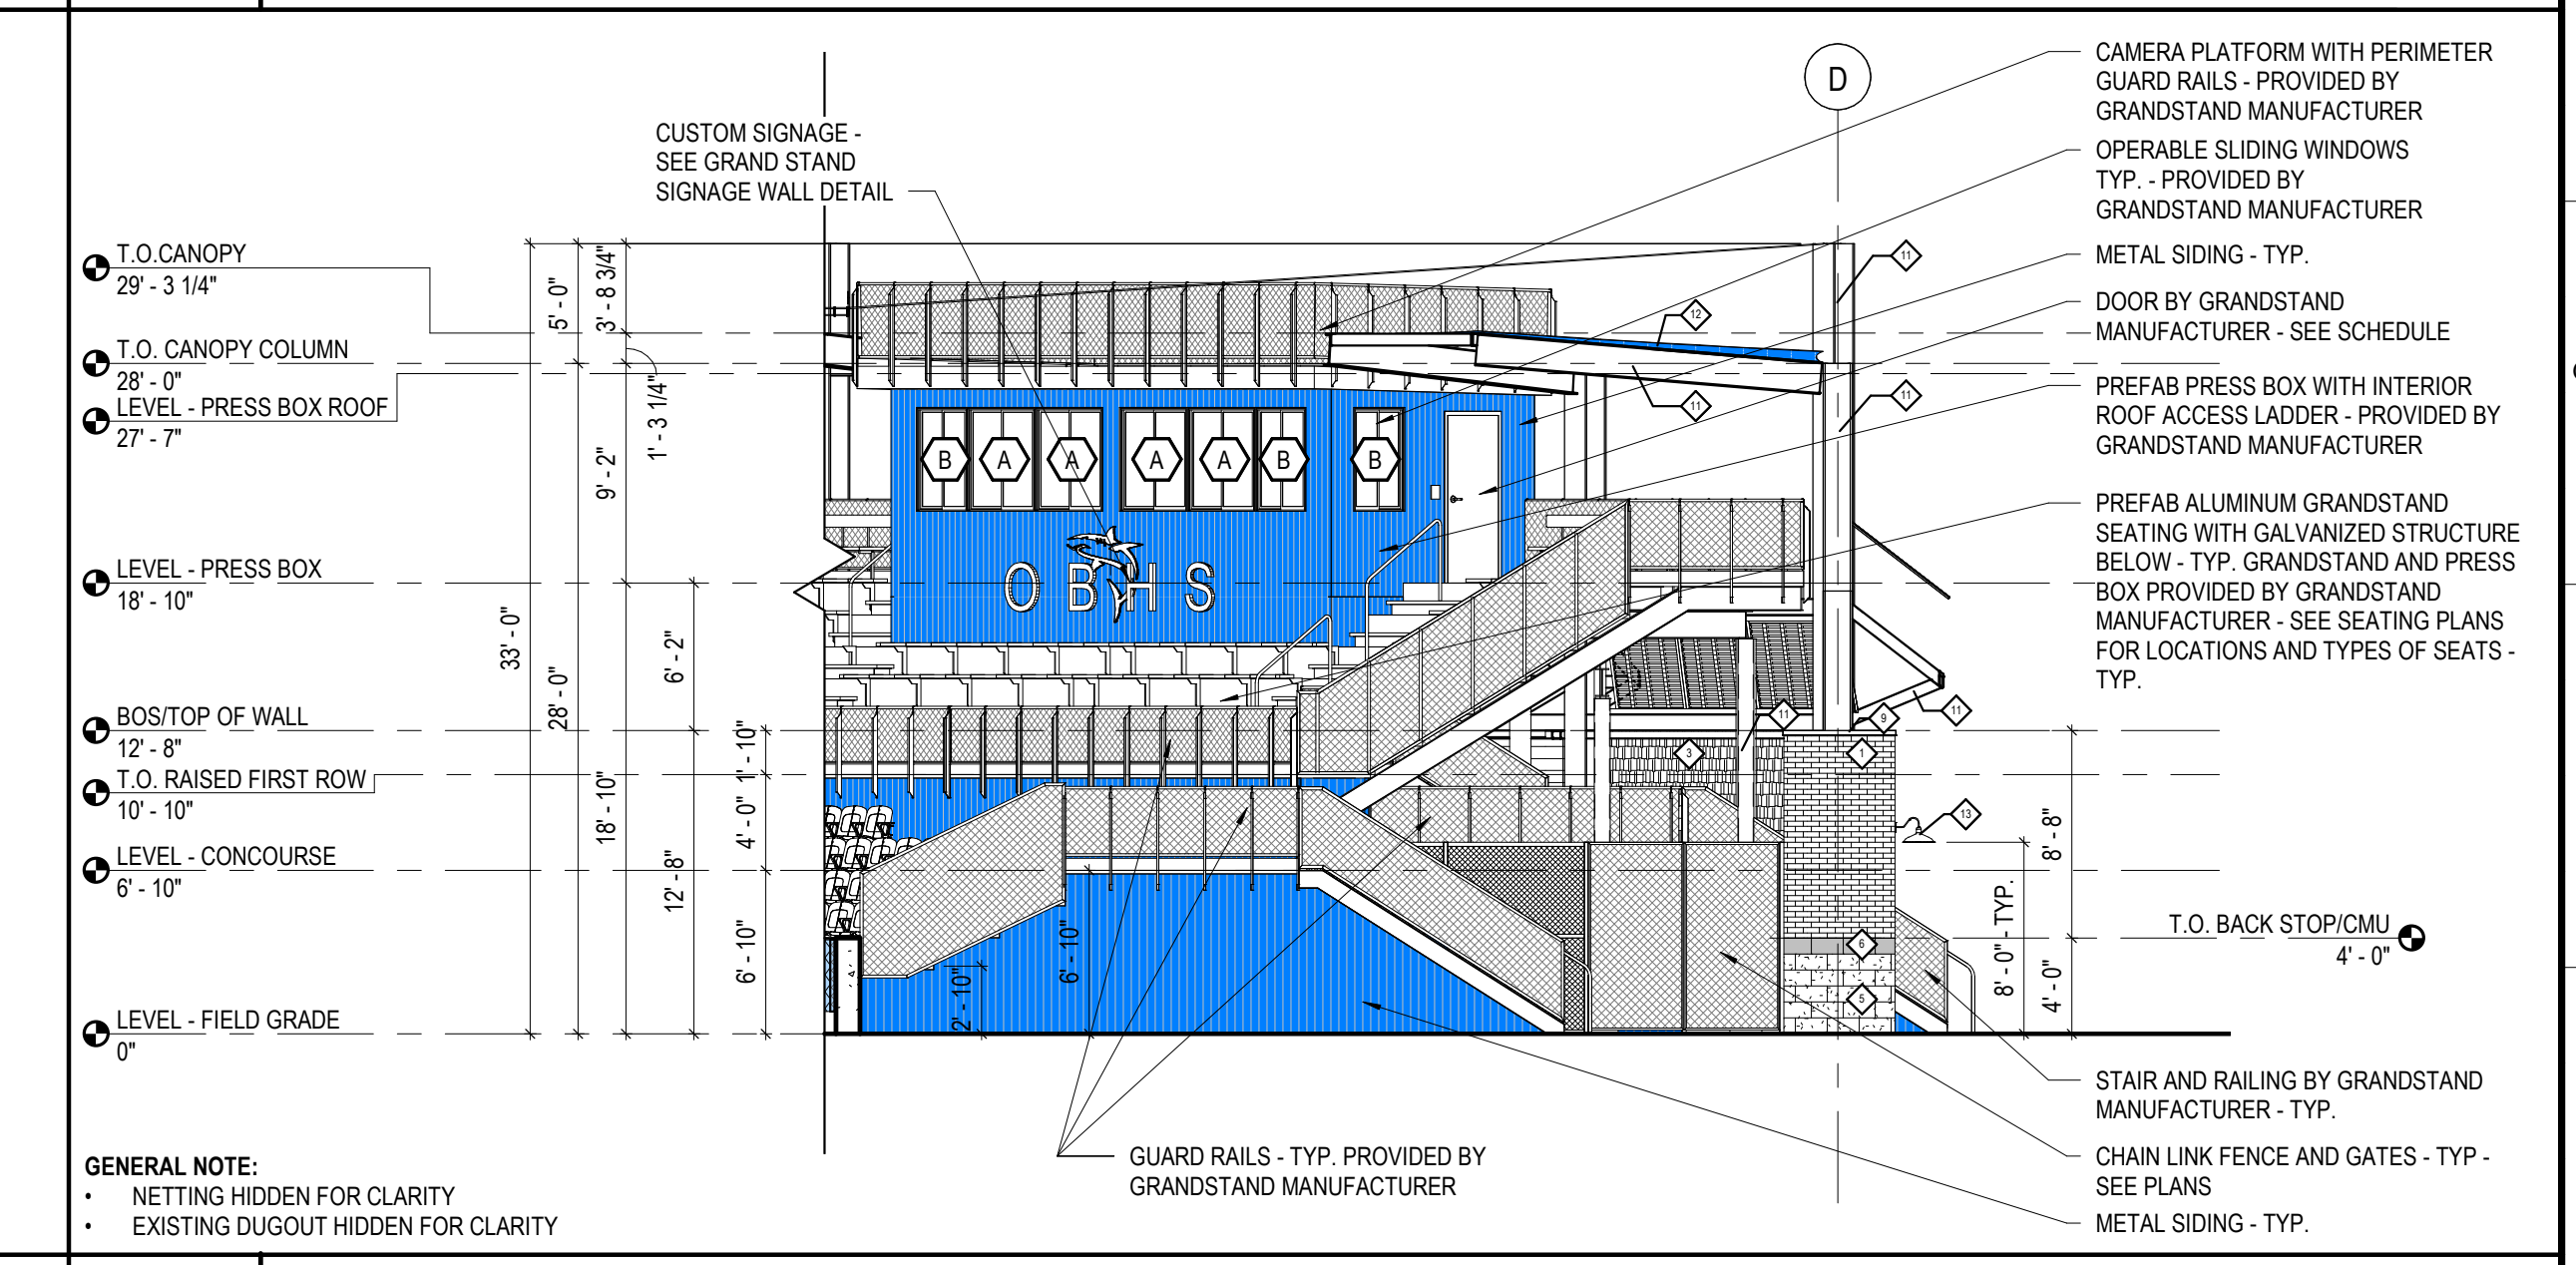 CUSTOM SIGNAGE -
SEE GRAND STAND
SIGNAGE WALL DETAIL
D
CAMERA PLATFORM WITH PERIMETER
GUARD RAILS - PROVIDED BY
GRANDSTAND MANUFACTURER
OPERABLE SLIDING WINDOWS
TYP. - PROVIDED BY
GRANDSTAND MANUFACTURER
METAL SIDING - TYP.
DOOR BY GRANDSTAND
MANUFACTURER - SEE SCHEDULE
PREFAB PRESS BOX WITH INTERIOR
ROOF ACCESS LADDER - PROVIDED BY
GRANDSTAND MANUFACTURER
PREFAB ALUMINUM GRANDSTAND
SEATING WITH GALVANIZED STRUCTURE
BELOW - TYP. GRANDSTAND AND PRESS
BOX PROVIDED BY GRANDSTAND
MANUFACTURER - SEE SEATING PLANS
FOR LOCATIONS AND TYPES OF SEATS -
TYP.
T.O.CANOPY
29' - 3 1/4"
T.O. CANOPY COLUMN
28' - 0"
LEVEL - PRESS BOX ROOF
27' - 7"
LEVEL - PRESS BOX
18' - 10"
BOS/TOP OF WALL
12' - 8"
T.O. RAISED FIRST ROW
10' - 10"
LEVEL - CONCOURSE
6' - 10"
LEVEL - FIELD GRADE
0"
33' - 0"
5' - 0"
28' - 0"
3' - 8 3/4"
1' - 3 1/4"
9' - 2"
18' - 10"
6' - 2"
12' - 8"
1' - 10"
4' - 0"
6' - 10"
2' - 10"
6' - 10"
B A A A A B B
O B H S
11
12
11
11
11
9
11
3
1
13
6
5
8' - 0" - TYP.
8' - 8"
4' - 0"
T.O. BACK STOP/CMU
4' - 0"
STAIR AND RAILING BY GRANDSTAND
MANUFACTURER - TYP.
CHAIN LINK FENCE AND GATES - TYP -
SEE PLANS
METAL SIDING - TYP.
GUARD RAILS - TYP. PROVIDED BY
GRANDSTAND MANUFACTURER
GENERAL NOTE:
• NETTING HIDDEN FOR CLARITY
• EXISTING DUGOUT HIDDEN FOR CLARITY